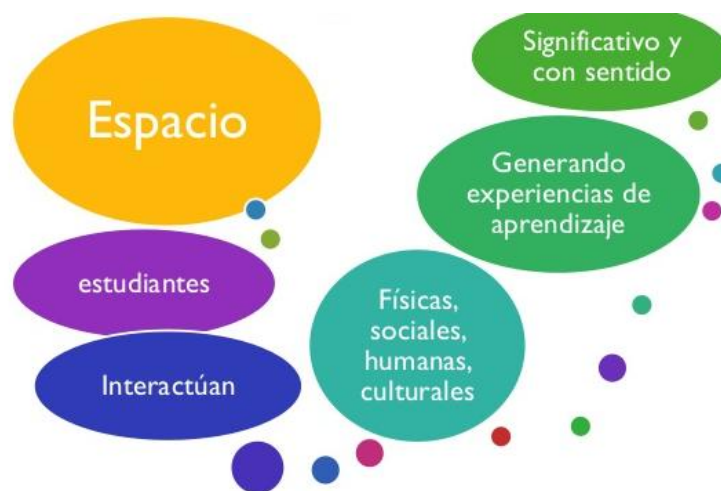 Espacio
estudiantes
Interactúan
Físicas,
sociales,
humanas,
culturales
Generando
experiencias de
aprendizaje
Significativo y
con sentido